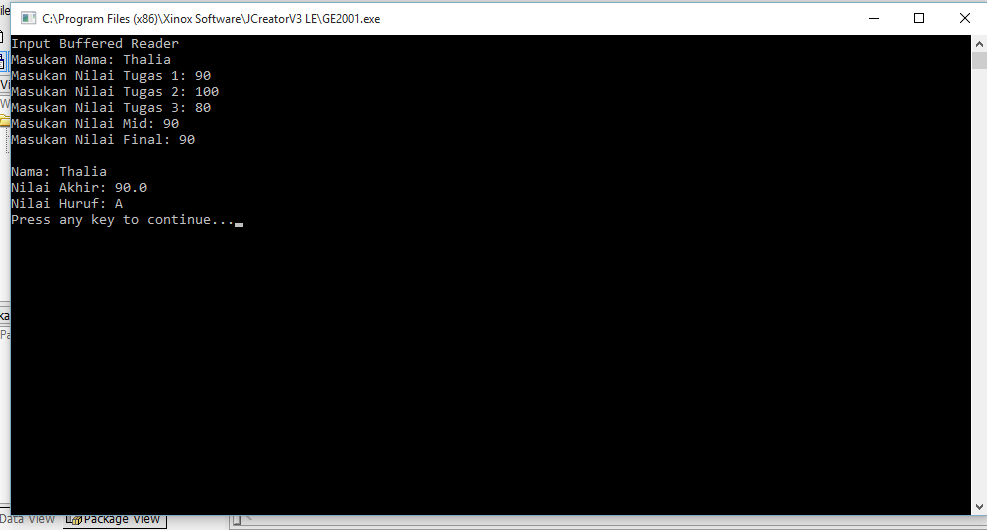 C:\Program Files (x86)\Xinox Software\JCreatorV3 LE\GE2001.exe
Input Buffered Reader
Masukan Nama: Thalia
Masukan Nilai Tugas 1: 90
Masukan Nilai Tugas 2: 100
Masukan Nilai Tugas 3: 80
Masukan Nilai Mid: 90
Masukan Nilai Final: 90
Nama: Thalia
Nilai Akhir: 90.0
Nilai Huruf: A
Press any key to continue...
Data View Package View